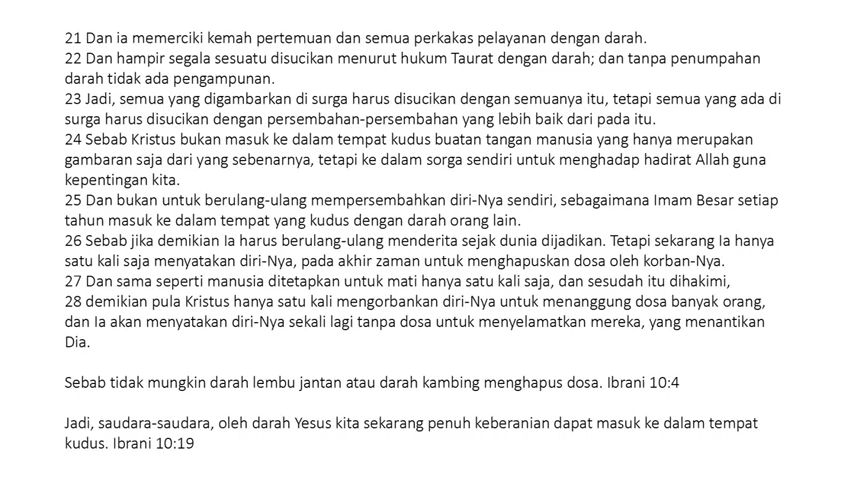 21 Dan ia memerciki kemah pertemuan dan semua perkakas pelayanan dengan darah.
22 Dan hampir segala sesuatu disucikan menurut hukum Taurat dengan darah; dan tanpa penumpahan
darah tidak ada pengampunan.
23 Jadi, semua yang digambarkan di surga harus disucikan dengan semuanya itu, tetapi semua yang ada di
surga harus disucikan dengan persembahan-persembahan yang lebih baik dari pada itu.
24 Sebab Kristus bukan masuk ke dalam tempat kudus buatan tangan manusia yang hanya merupakan
gambaran saja dari yang sebenarnya, tetapi ke dalam sorga sendiri untuk menghadap hadirat Allah guna
kepentingan kita.
25 Dan bukan untuk berulang-ulang mempersembahkan diri-Nya sendiri, sebagaimana Imam Besar setiap
tahun masuk ke dalam tempat yang kudus dengan darah orang lain.
26 Sebab jika demikian Ia harus berulang-ulang menderita sejak dunia dijadikan. Tetapi sekarang Ia hanya
satu kali saja menyatakan diri-Nya, pada akhir zaman untuk menghapuskan dosa oleh korban-Nya.
27 Dan sama seperti manusia ditetapkan untuk mati hanya satu kali saja, dan sesudah itu dihakimi,
28 demikian pula Kristus hanya satu kali mengorbankan diri-Nya untuk menanggung dosa banyak orang,
dan Ia akan menyatakan diri-Nya sekali lagi tanpa dosa untuk menyelamatkan mereka, yang menantikan
Dia.
Sebab tidak mungkin darah lembu jantan atau darah kambing menghapus dosa. Ibrani 10:4
Jadi, saudara-saudara, oleh darah Yesus kita sekarang penuh keberanian dapat masuk ke dalam tempat
kudus. Ibrani 10:19